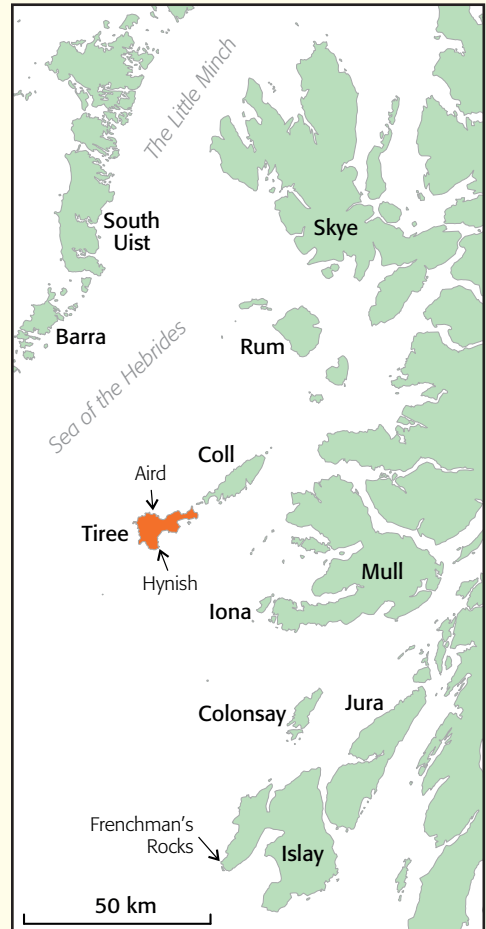 The Little Minch
South
Uist
Skye
Barra
Rum
Sea of the Hebrides
Coll
Aird
Tiree
Hynish
Mull
Iona
Colonsay
Jura
Frenchman's
Rocks
Islay
50 km